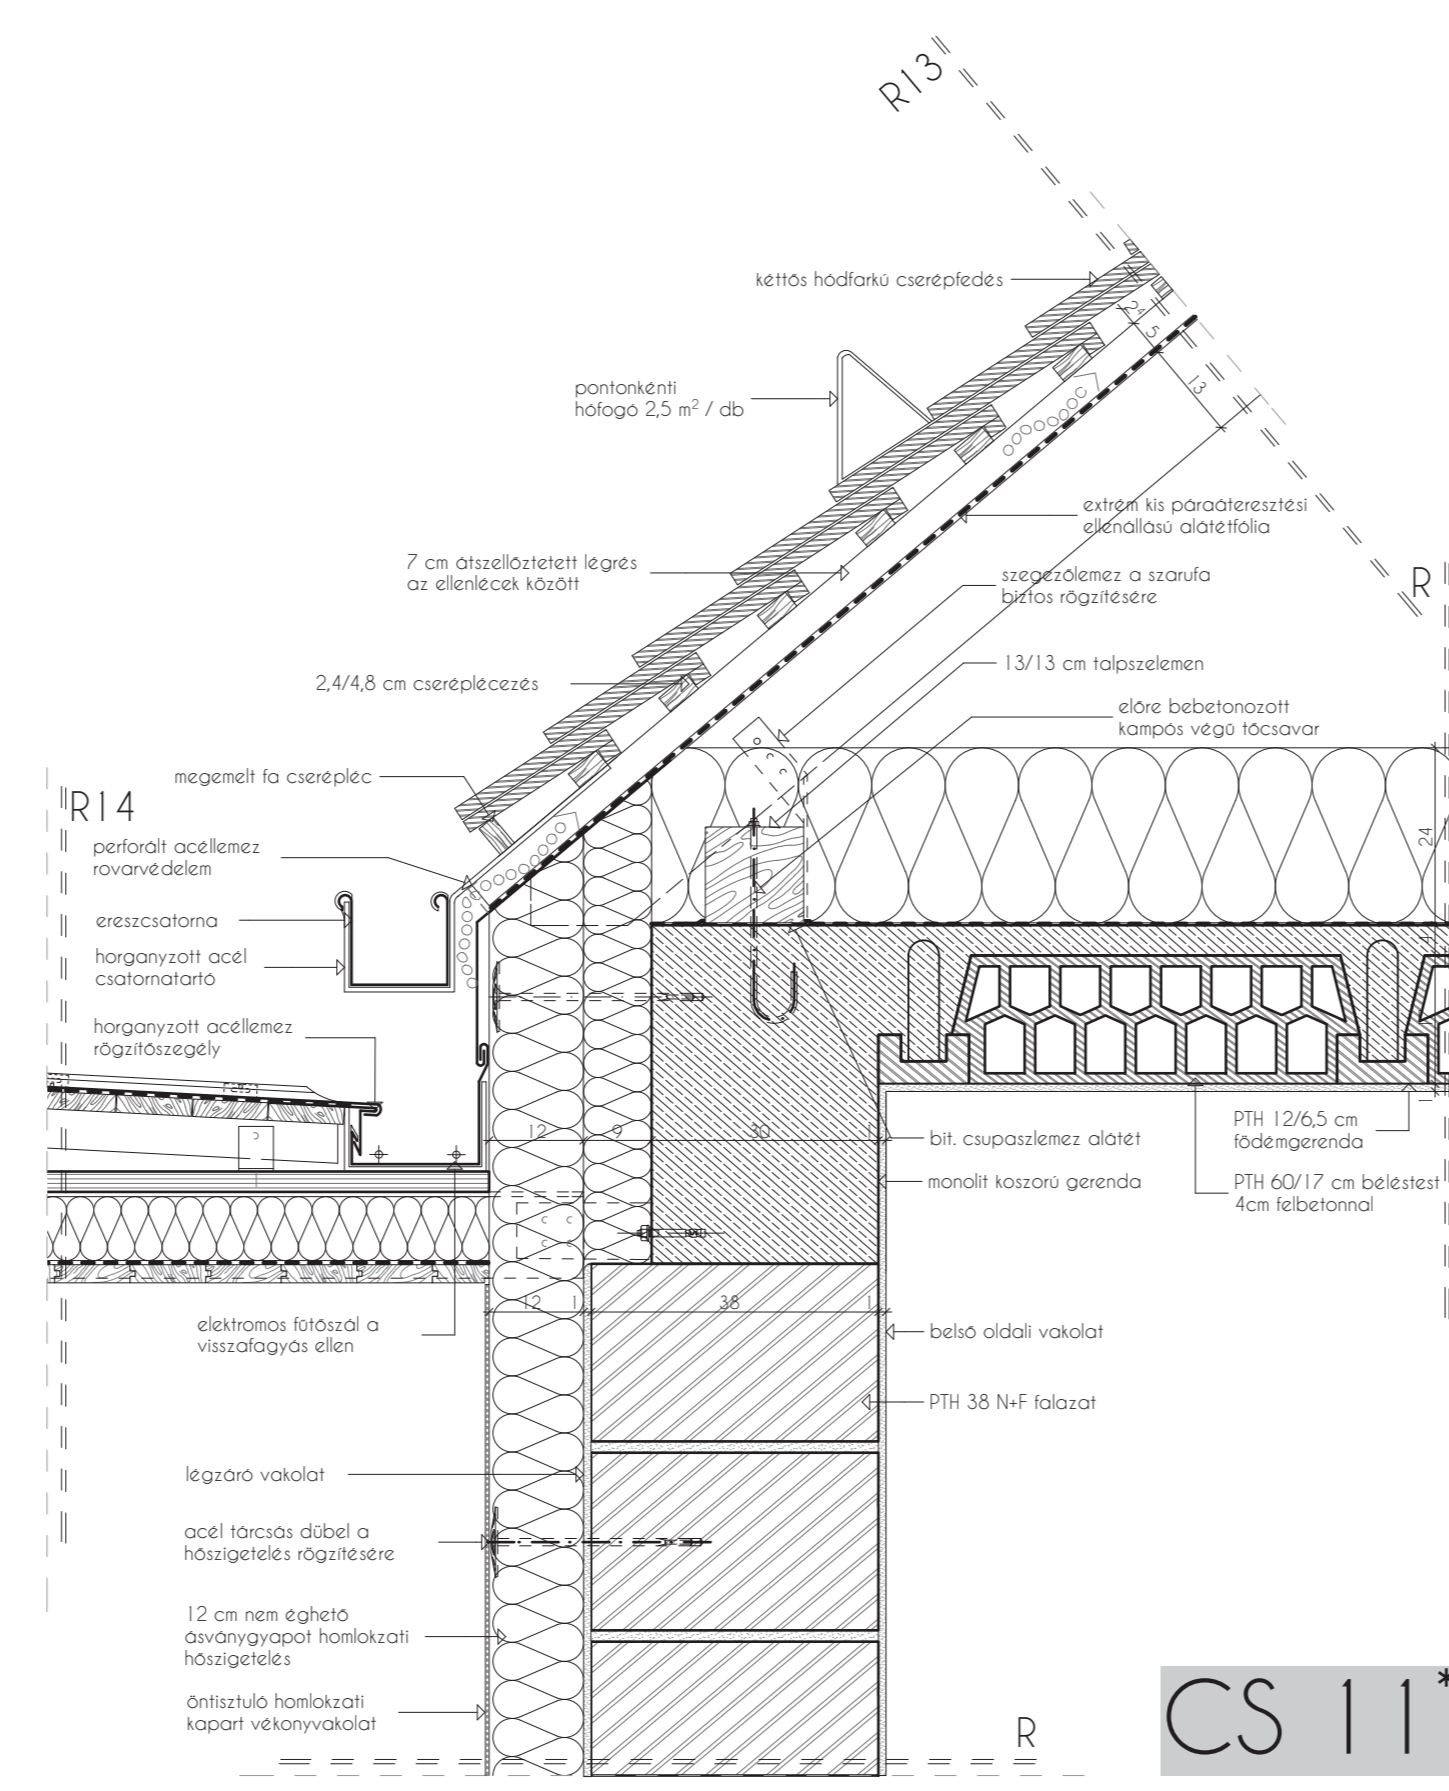 R13
kéttős hódfarkú cserépfedés
2⁴
5
13
pontonkénti
hófogó 2,5 m² / db
extrém kis páraáteresztési
ellenállású alátétfólia
7 cm átszellőztetett légrés
az ellenlécek között
szegezőlemez a szarufa
biztos rögzítésére
R
13/13 cm talpszelemen
2,4/4,8 cm cseréplécezés
előre bebetonozott
kampós végű tőcsavar
megemelt fa cserépléc
R14
perforált acéllemez
rovarvédelem
24
ereszcsatorna
horganyzott acél
csatornatartó
4
horganyzott acéllemez
rögzítőszegély
12
9
30
1
bit. csupaszlemez alátét
PTH 12/6,5 cm
födémgerenda
monolit koszorú gerenda
PTH 60/17 cm béléstest
4cm felbetonnal
12
1
38
1
elektromos fűtőszál a
visszafagyás ellen
belső oldali vakolat
PTH 38 N+F falazat
légzáró vakolat
acél tárcsás dübel a
hőszigetelés rögzítésére
12 cm nem éghető
ásványgyapot homlokzati
hőszigetelés
öntisztuló homlokzati
kapart vékonyvakolat
R
CS 11*